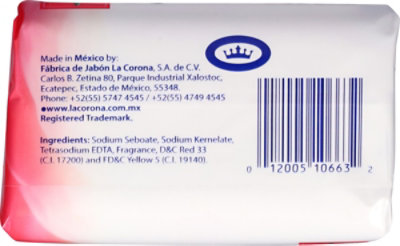 Made in México by:
Fábrica de Jabón La Corona, S.A. de C.V.
Carlos B. Zetina 80, Parque Industrial Xalostoc,
Ecatepec, Estado de México, 55348.
Phone: +52(55) 5747 4545 / +52(55) 4749 4545
●www.lacorona.com.mx
Registered Trademark.
Ingredients: Sodium Seboate, Sodium Kernelate,
Tetrasodium EDTA, Fragrance, D&C Red 33
(C.I. 17200) and FD&C Yellow 5 (C.I. 19140).
0 12005 10663 2